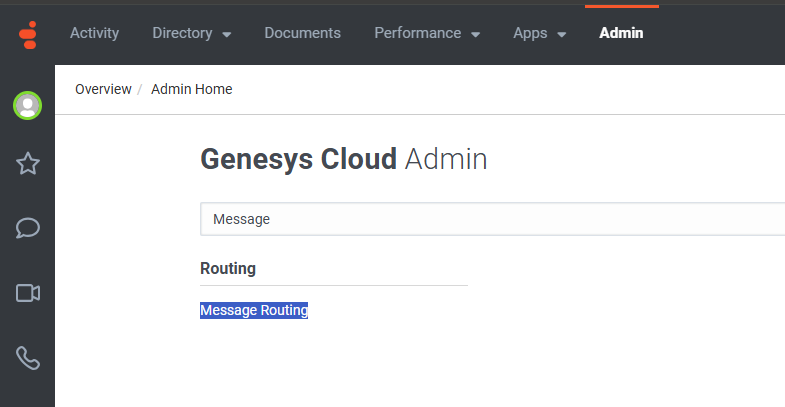 Activity Directory Documents Performance Apps Admin
Overview / Admin Home
Genesys Cloud Admin
Message
Routing
Message Routing